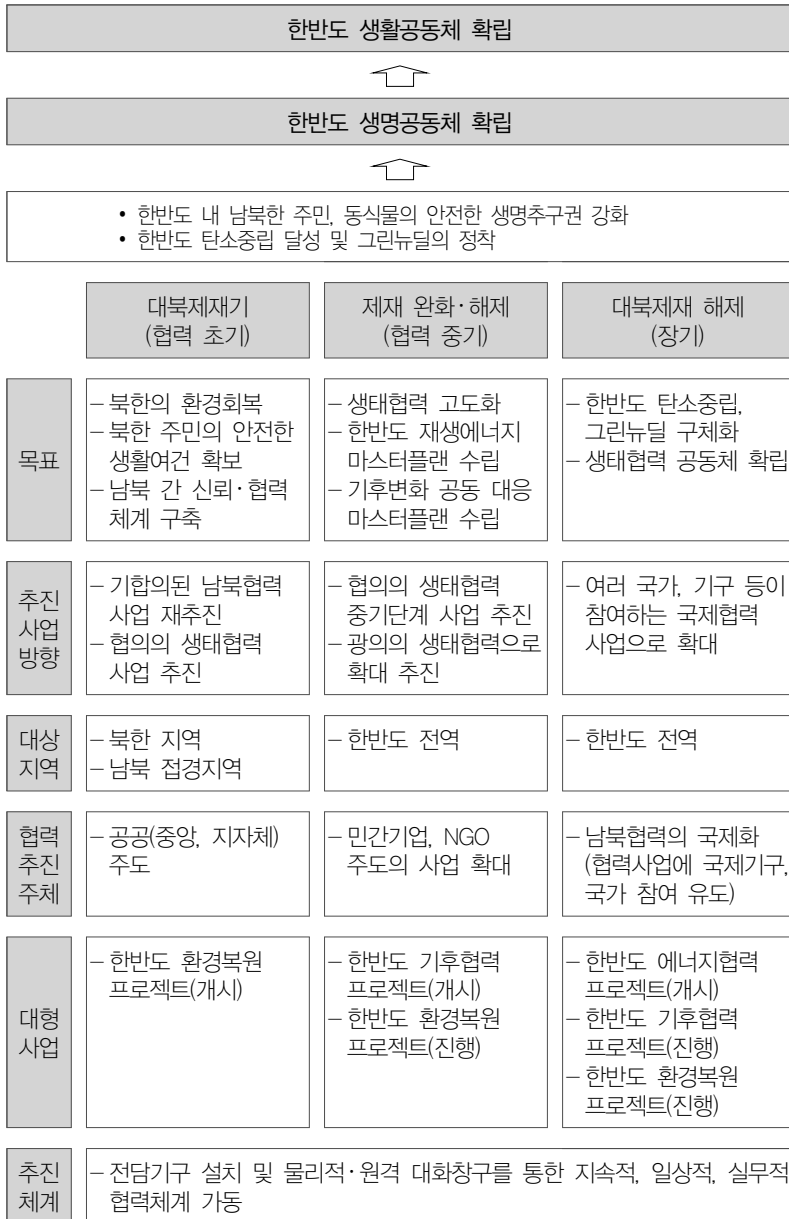 한반도 생활공동체 확립
한반도 생명공동체 확립
• 한반도 내 남북한 주민, 동식물의 안전한 생명추구권 강화
• 한반도 탄소중립 달성 및 그린뉴딜의 정착
대북제재기
(협력 초기)
제재 완화·해제
(협력 중기)
대북제재 해제
(장기)
목표
– 북한의 환경회복
– 북한 주민의 안전한
생활여건 확보
– 남북 간 신뢰·협력
체계 구축
– 생태협력 고도화
– 한반도 재생에너지
마스터플랜 수립
– 기후변화 공동 대응
마스터플랜 수립
– 한반도 탄소중립,
그린뉴딜 구체화
– 생태협력 공동체 확립
추진
사업
방향
– 기합의된 남북협력
사업 재추진
– 협의의 생태협력
사업 추진
– 협의의 생태협력
중기단계 사업 추진
– 광의의 생태협력으로
확대 추진
– 여러 국가, 기구 등이
참여하는 국제협력
사업으로 확대
대상
지역
– 북한 지역
– 남북 접경지역
– 한반도 전역
– 한반도 전역
협력
추진
주체
– 공공(중앙, 지자체)
주도
– 민간기업, NGO
주도의 사업 확대
– 남북협력의 국제화
(협력사업에 국제기구,
국가 참여 유도)
대형
사업
– 한반도 환경복원
프로젝트(개시)
– 한반도 기후협력
프로젝트(개시)
– 한반도 환경복원
프로젝트(진행)
– 한반도 에너지협력
프로젝트(개시)
– 한반도 기후협력
프로젝트(진행)
– 한반도 환경복원
프로젝트(진행)
추진
체계
– 전담기구 설치 및 물리적·원격 대화창구를 통한 지속적, 일상적, 실무적
협력체계 가동